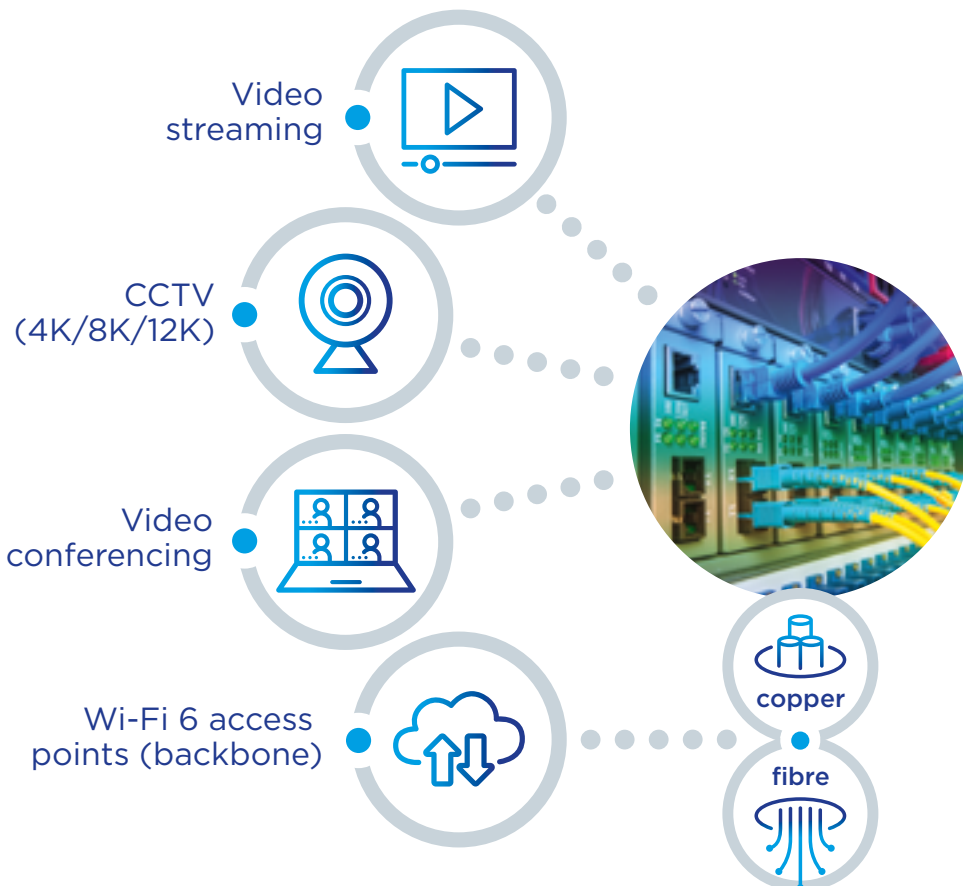 Video
streaming
CCTV
(4K/8K/12K)
Video
conferencing
Wi-Fi 6 access
points (backbone)
copper
fibre